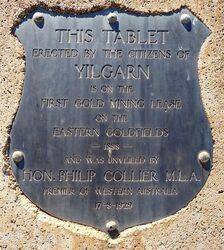 THIS TABLET
ERECTED BY THE CITIZENS OF
YILGARN
IS ON THE
FIRST GOLD MINING LEASE
ON THE
EASTERN GOLDFIELDS
— 1888 —
AND WAS UNVEILED BY
HON. PHILIP COLLIER M.L.A.
PREMIER OF WESTERN AUSTRALIA
17-8-1929